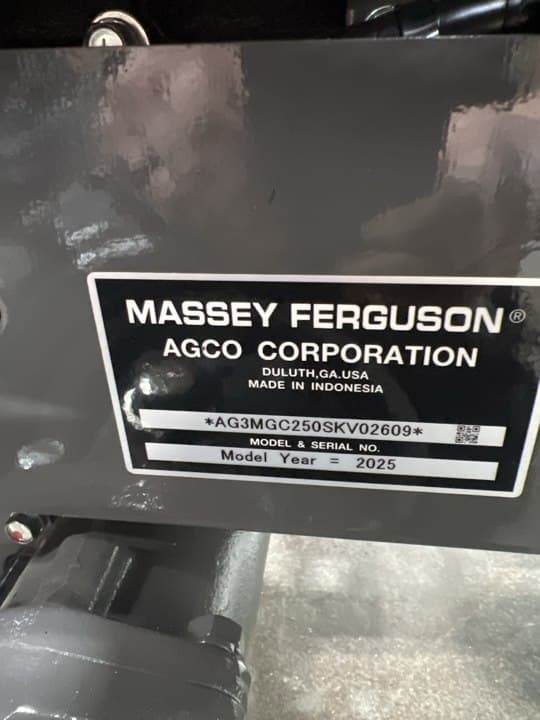 MASSEY FERGUSON®
AGCO CORPORATION
DULUTH,GA.USA
MADE IN INDONESIA
*AG3MGC250SKV02609*
MODEL & SERIAL NO.
Model Year = 2025